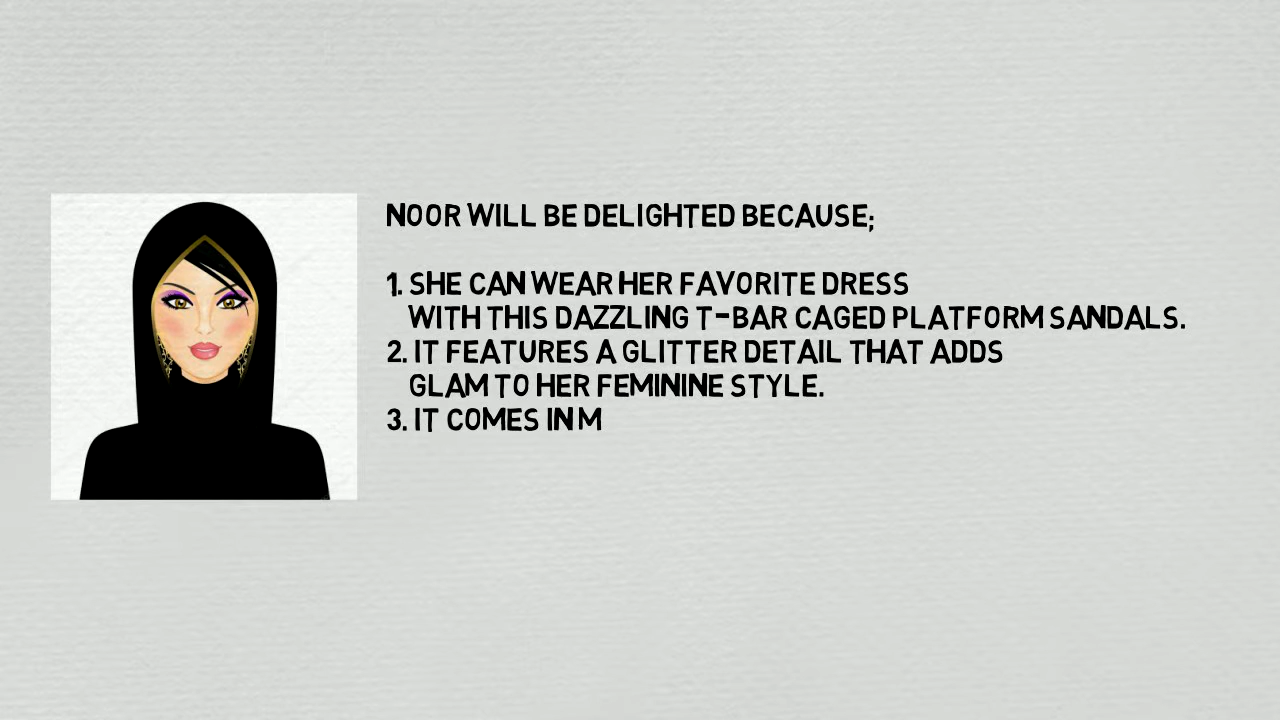 NOOR WILL BE DELIGHTED BECAUSE;
1. SHE CAN WEAR HER FAVORITE DRESS
WITH THIS DAZZLING T-BAR CAGED PLATFORM SANDALS.
2. IT FEATURES A GLITTER DETAIL THAT ADDS
GLAM TO HER FEMININE STYLE.
3. IT COMES IN M